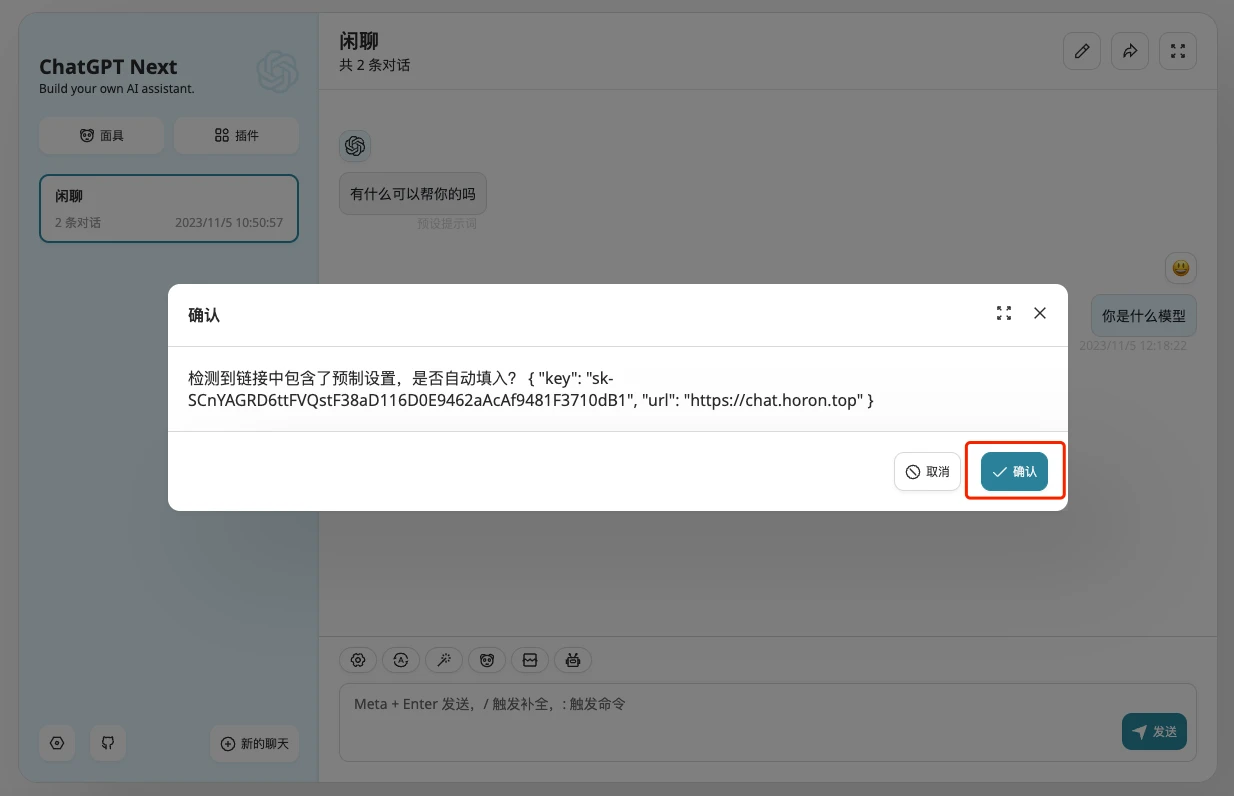 ChatGPT Next
Build your own AI assistant.
面具
插件
闲聊
2 条对话
2023/11/5 10:50:57
新的聊天
闲聊
共 2 条对话
有什么可以帮你的吗
预设提示词
你是什么模型
2023/11/5 12:18:22
确认
检测到链接中包含了预制设置，是否自动填入？ { "key": "sk-
SCnYAGRD6ttFVQstF38aD116D0E9462aAcAf9481F3710dB1", "url": "https://chat.horon.top" }
取消
确认
Meta + Enter 发送，/ 触发补全，: 触发命令
发送